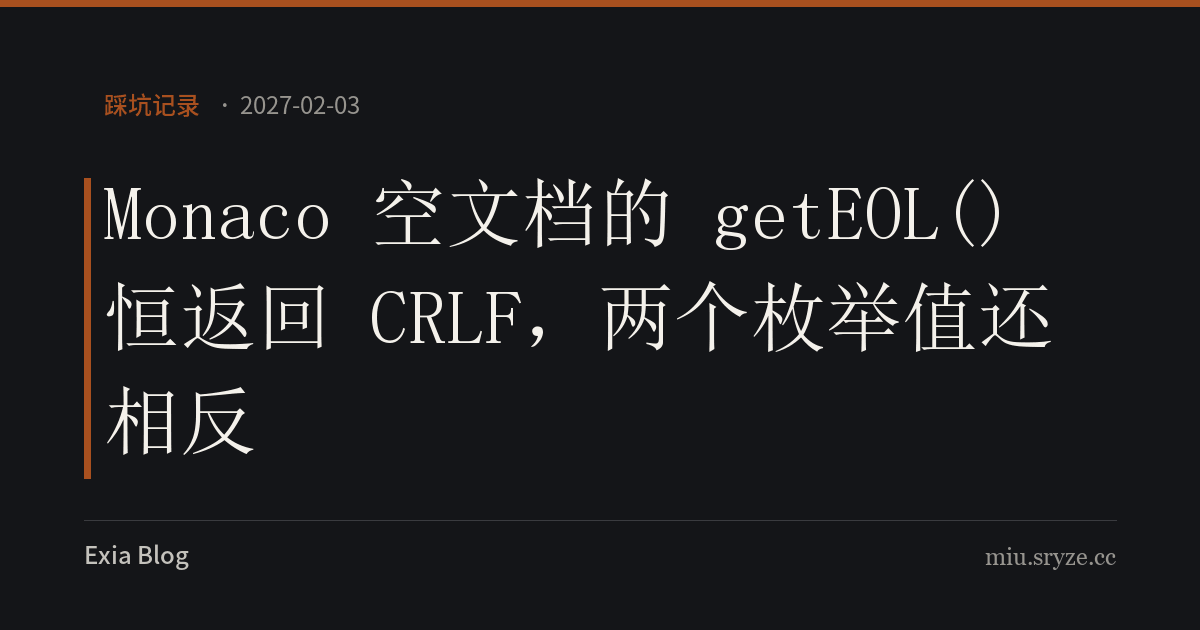 踩坑记录 · 2027-02-03
Monaco 空文档的 getEOL()
恒返回 CRLF，两个枚举值还
相反
Exia Blog
miu.sryze.cc